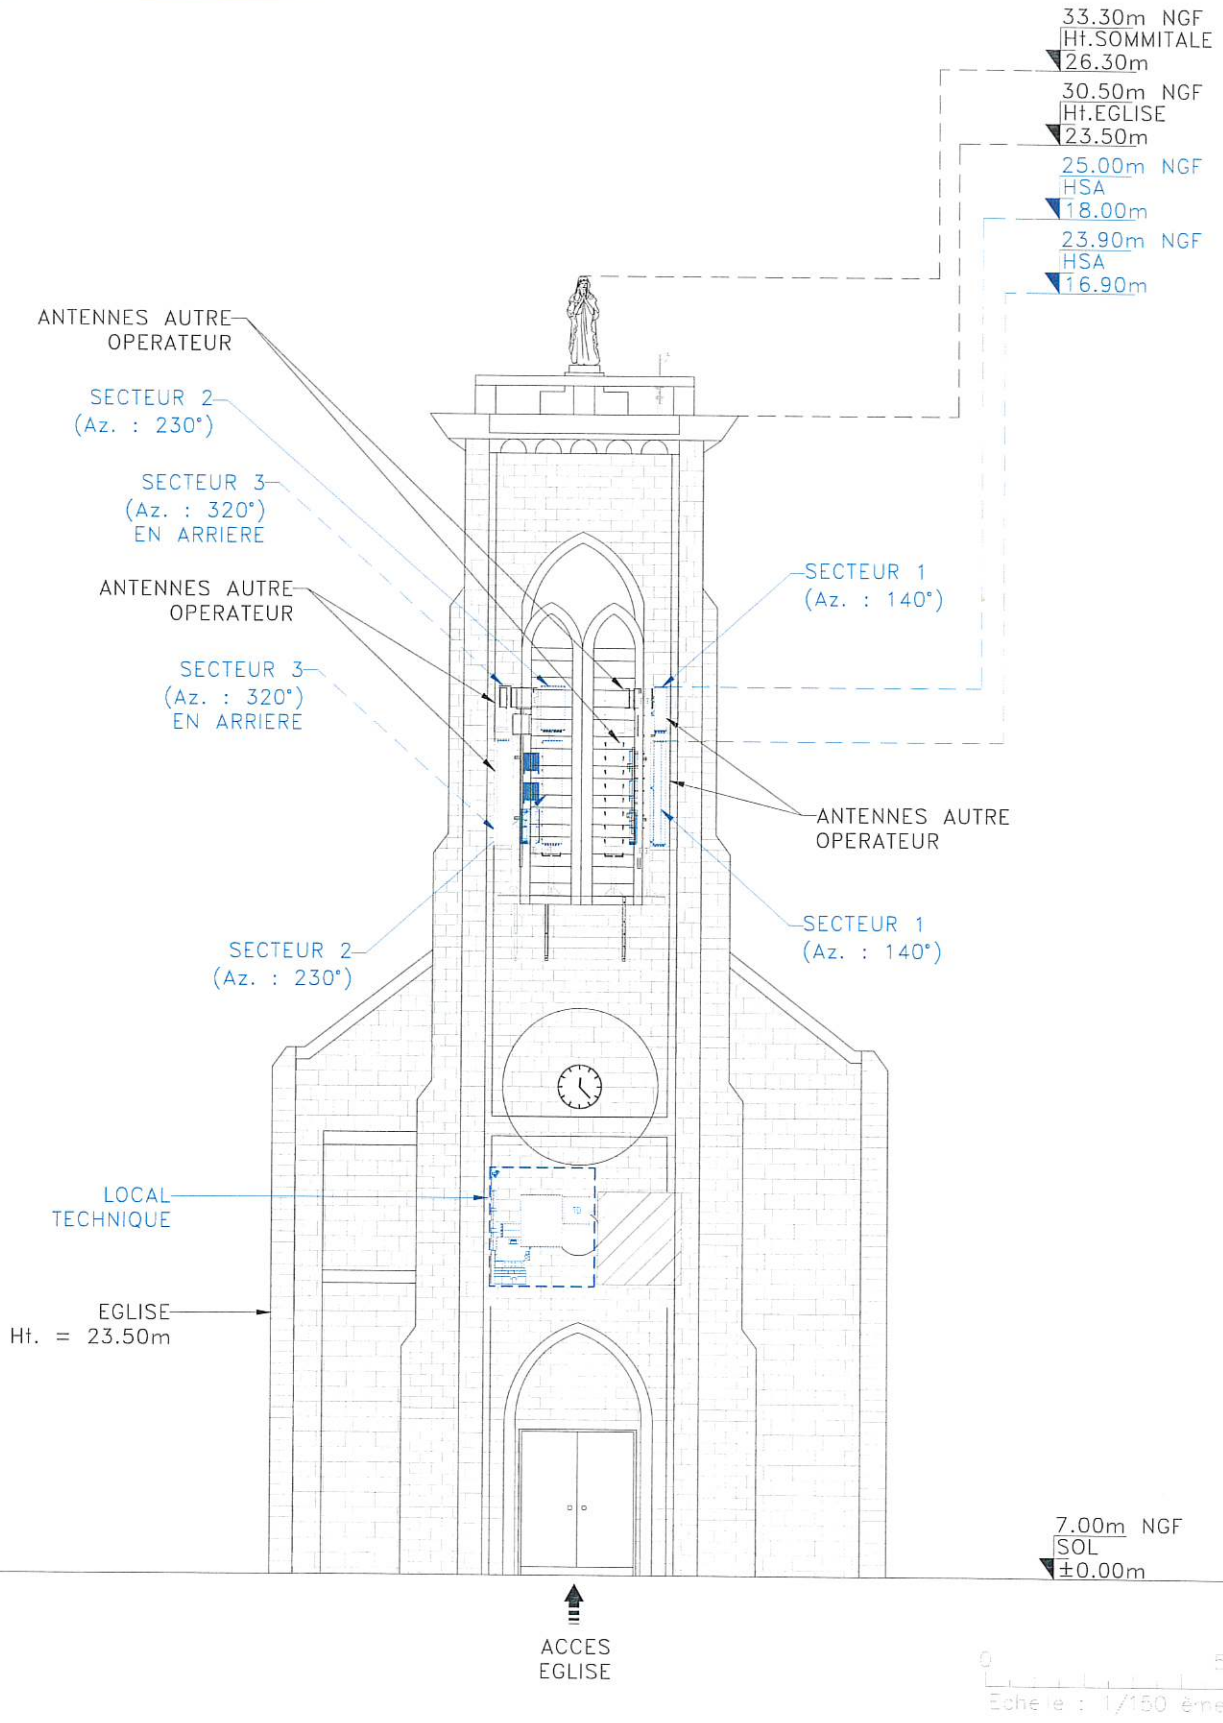 33.30m NGF
Ht.SOMMITALE
26.30m
30.50m NGF
Ht.EGLISE
23.50m
25.00m NGF
HSA
18.00m
23.90m NGF
HSA
16.90m
ANTENNES AUTRE
OPERATEUR
SECTEUR 2
(Az. : 230°)
SECTEUR 3
(Az. : 320°)
EN ARRIERE
ANTENNES AUTRE
OPERATEUR
SECTEUR 1
(Az. : 140°)
SECTEUR 3
(Az. : 320°)
EN ARRIERE
ANTENNES AUTRE
OPERATEUR
SECTEUR 1
(Az. : 140°)
SECTEUR 2
(Az. : 230°)
LOCAL
TECHNIQUE
TD
EGLISE
Ht. = 23.50m
7.00m NGF
SOL
±0.00m
ACCES
EGLISE
0 5
Echelle : 1/150 ème